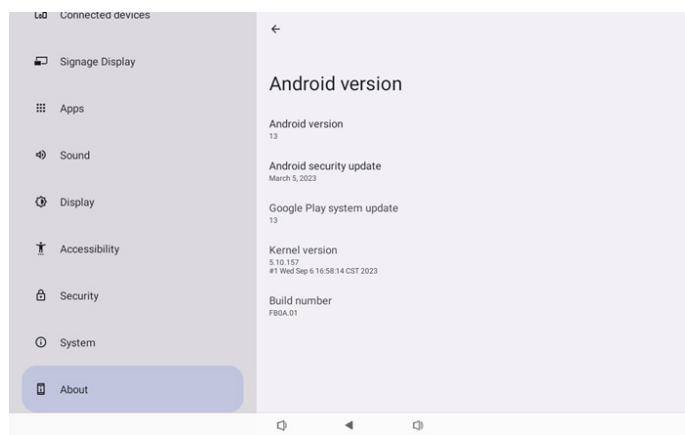 Connected devices
Signage Display
Apps
Sound
Display
Accessibility
Security
System
About
Android version
Android version
13
Android security update
March 5, 2023
Google Play system update
13
Kernel version
5.10.157
#1 Wed Sep 6 16:58:14 CST 2023
Build number
FB0A.01